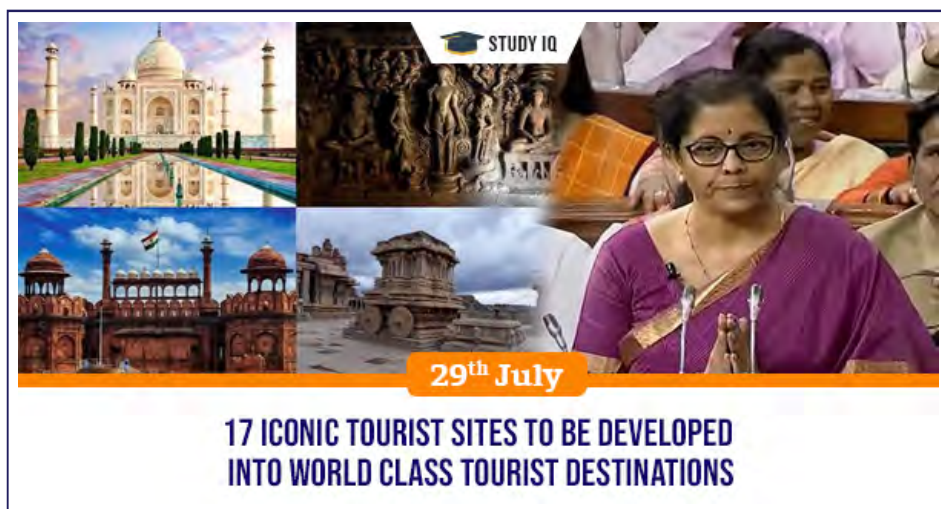 STUDY IQ
29th July
17 ICONIC TOURIST SITES TO BE DEVELOPED
INTO WORLD CLASS TOURIST DESTINATIONS